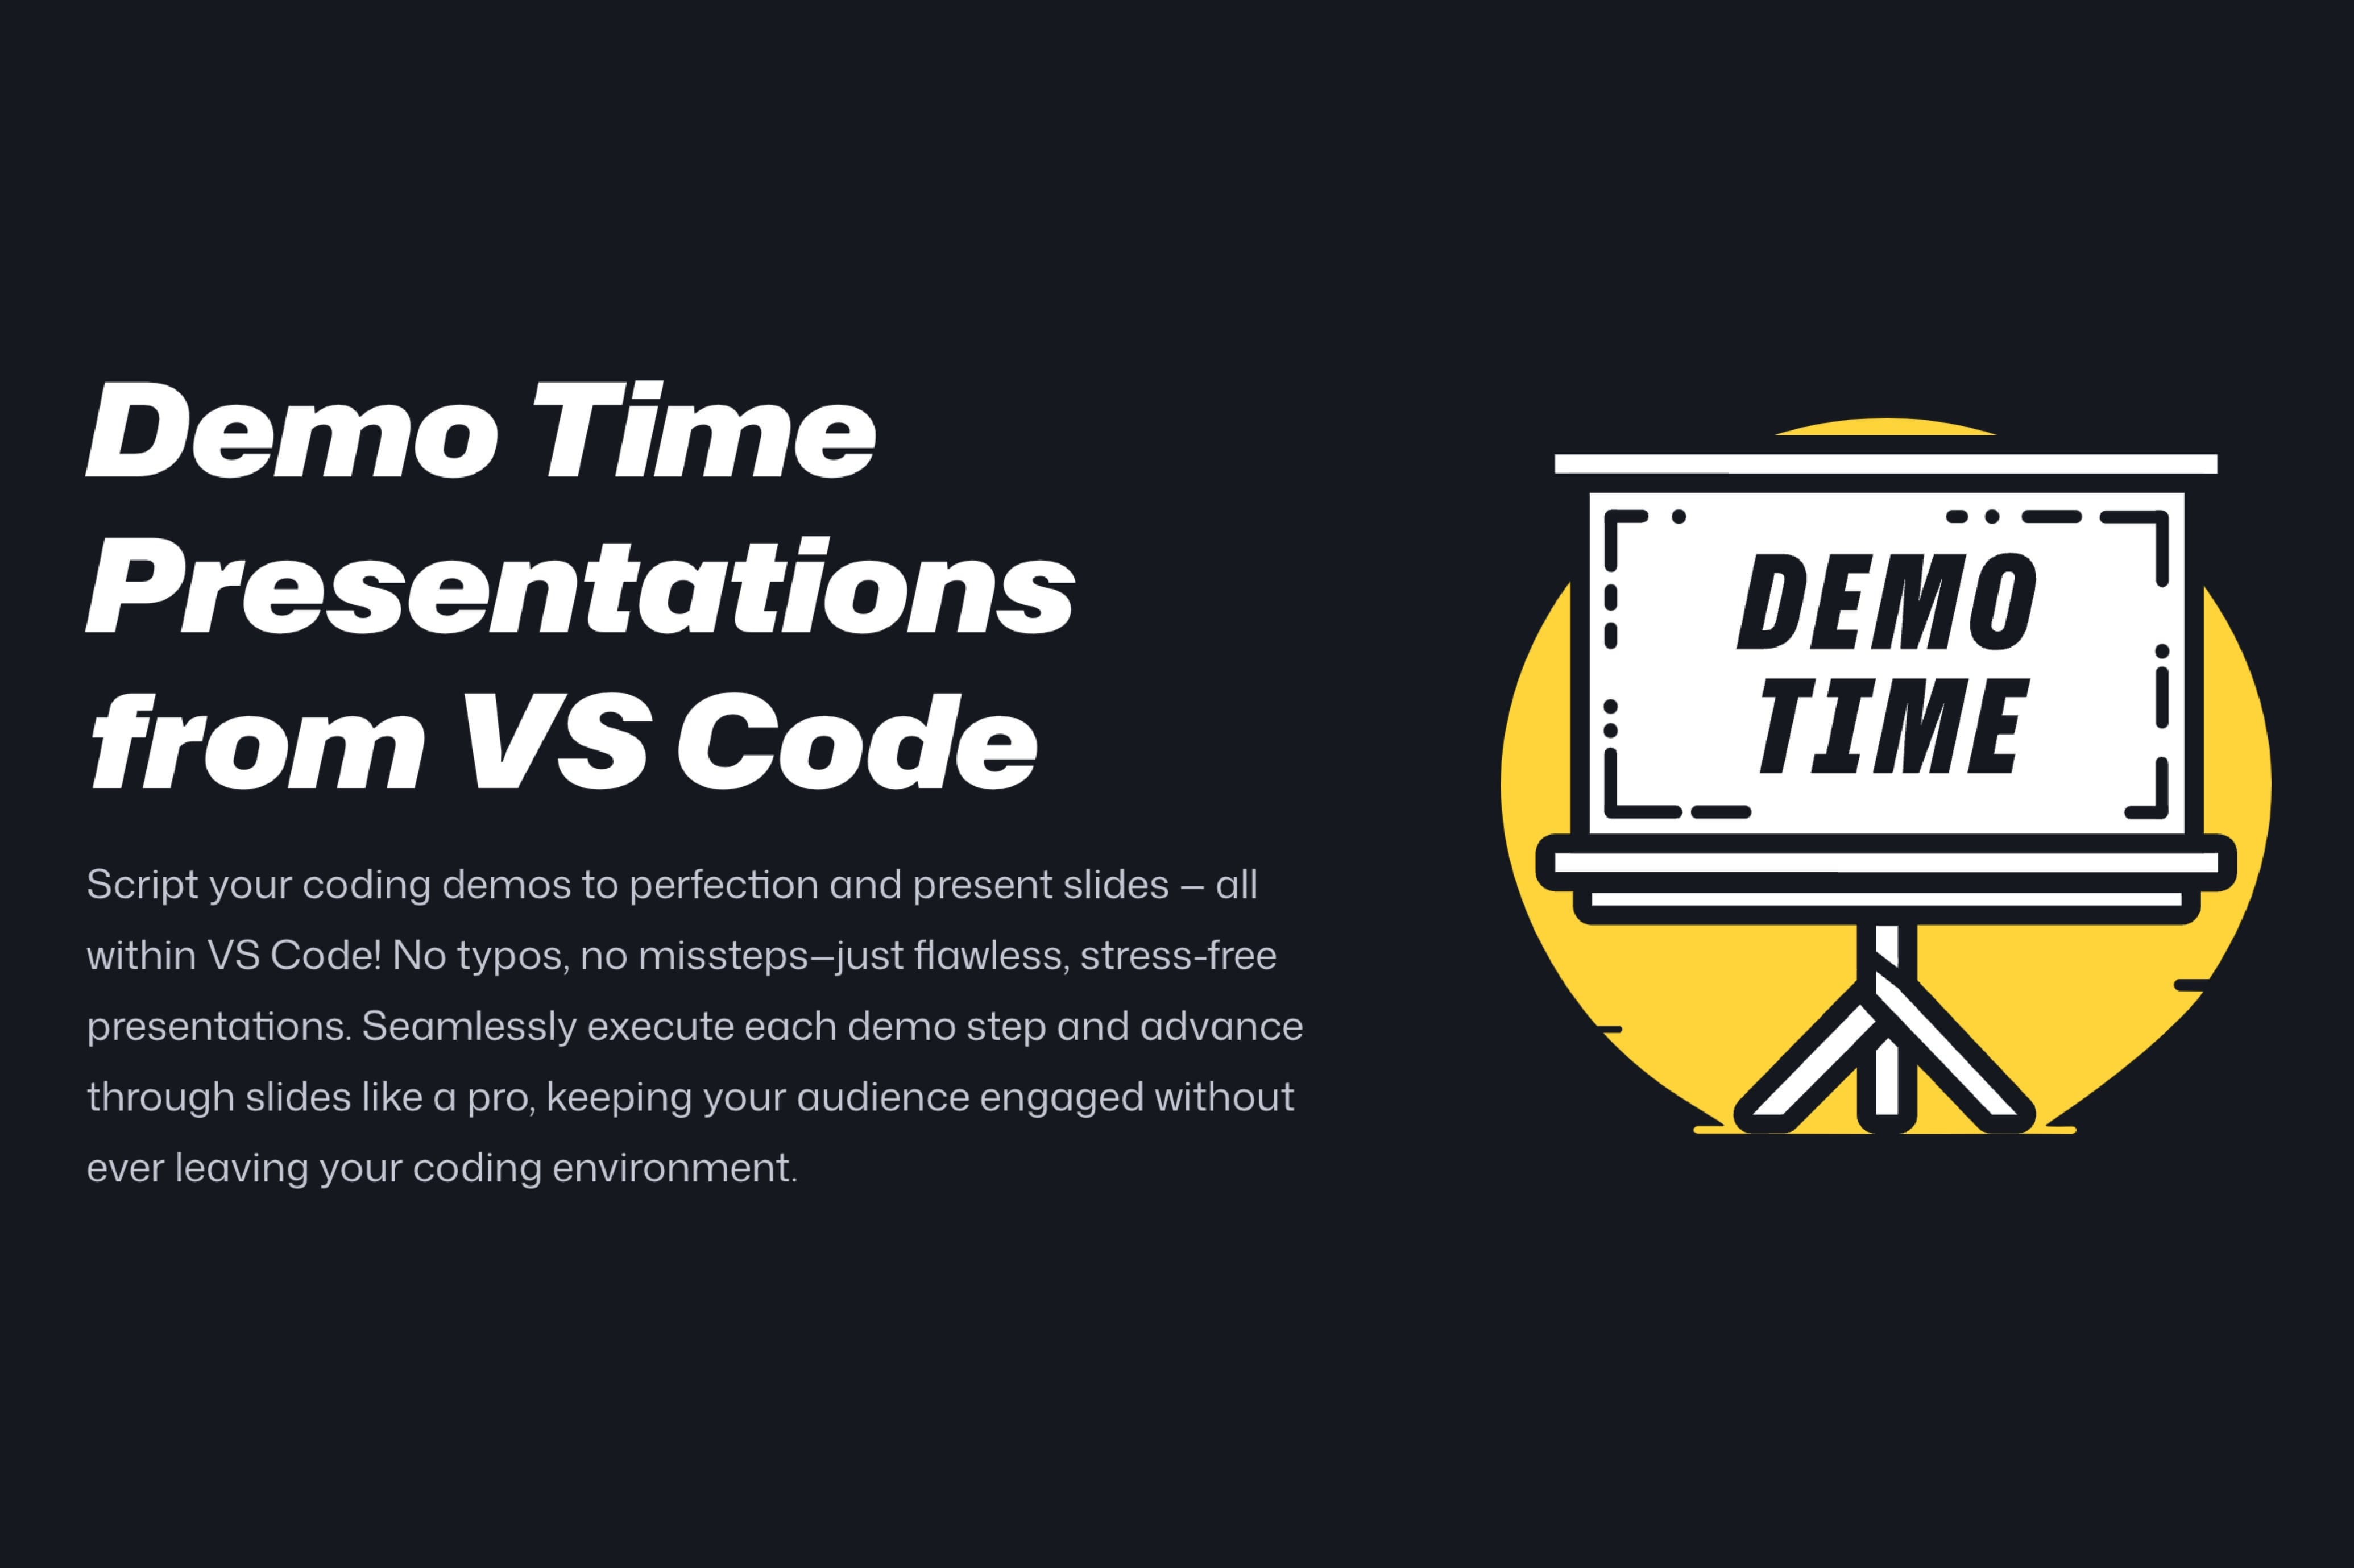 Demo Time
Presentations
from VS Code
Script your coding demos to perfection and present slides — all
within VS Code! No typos, no missteps—just flawless, stress-free
presentations. Seamlessly execute each demo step and advance
through slides like a pro, keeping your audience engaged without
ever leaving your coding environment.
DEMO
TIME